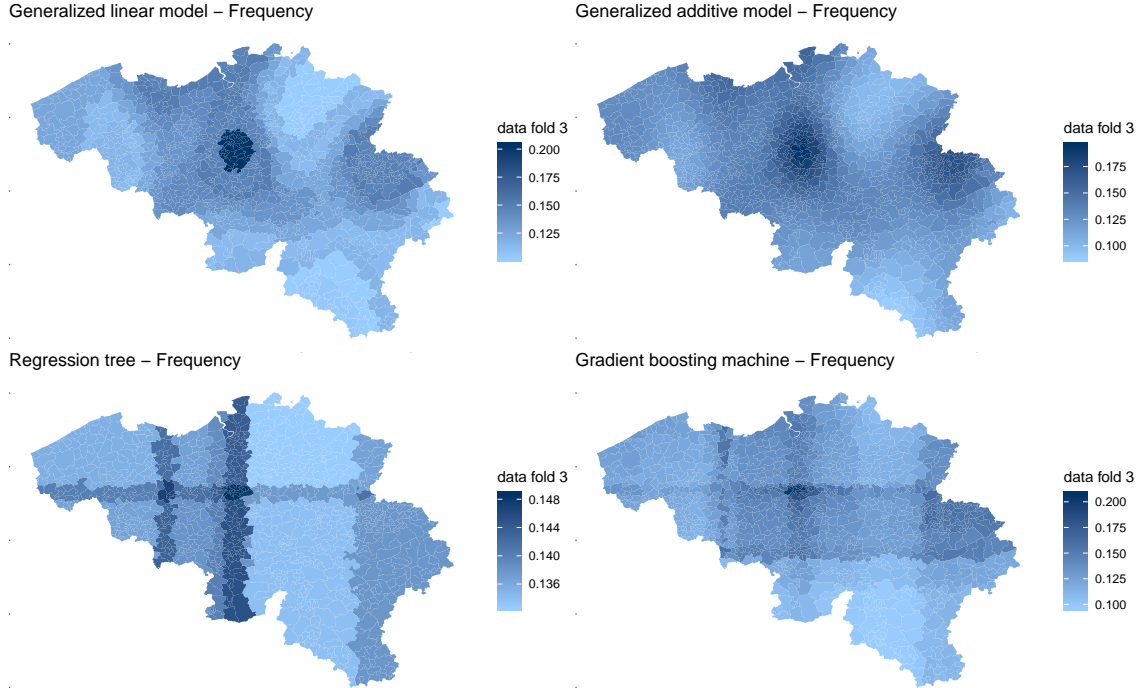 Generalized linear model – Frequency
data fold 3
0.200
0.175
0.150
0.125
Generalized additive model – Frequency
data fold 3
0.175
0.150
0.125
0.100
Regression tree – Frequency
data fold 3
0.148
0.144
0.140
0.136
Gradient boosting machine – Frequency
data fold 3
0.200
0.175
0.150
0.125
0.100